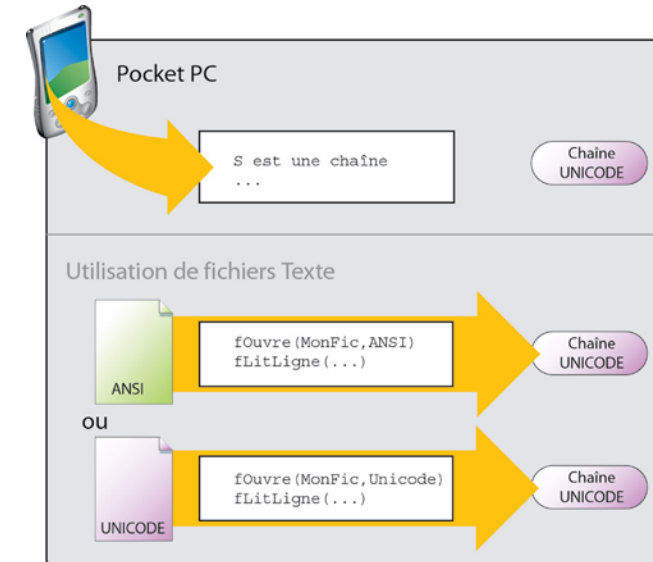 Pocket PC
S est une chaîne
...
Chaîne
UNICODE
Utilisation de fichiers Texte
ANSI
fOuvre(MonFic,ANSI)
fLitLigne(...)
Chaîne
UNICODE
ou
UNICODE
fOuvre(MonFic,Unicode)
fLitLigne(...)
Chaîne
UNICODE